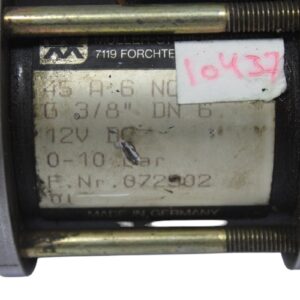 7119 FORCHTE
10437
45 A 6 NC
G 3/8" DN 6
12V DC
0-10 bar
F.Nr.072902
01
MADE IN GERMANY